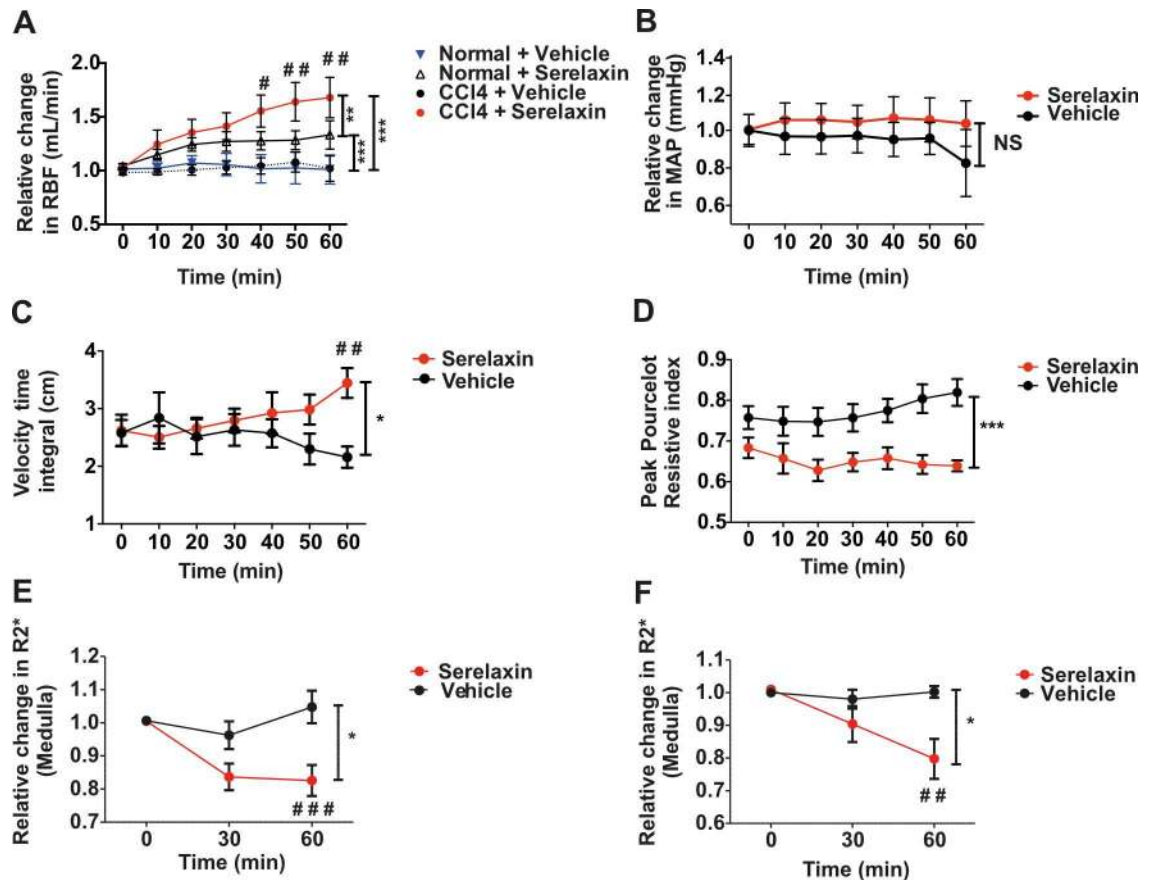 A
Relative change
in RBF (mL/min)
2.0
1.5
1.0
0.5
# # # # #
** *** ***
0 10 20 30 40 50 60
Time (min)
Normal + Vehicle
Normal + Serelaxin
CCl4 + Vehicle
CCl4 + Serelaxin
B
Relative change
in MAP (mmHg)
1.4
1.2
1.0
0.8
0.6
0 10 20 30 40 50 60
Time (min)
Serelaxin
Vehicle
NS
C
Velocity time
integral (cm)
4
3
2
1
# #
*
0 10 20 30 40 50 60
Time (min)
Serelaxin
Vehicle
D
Peak Pourcelot
Resistive index
0.9
0.8
0.7
0.6
0.5
***
0 10 20 30 40 50 60
Time (min)
Serelaxin
Vehicle
E
Relative change in R2*
(Medulla)
1.2
1.1
1.0
0.9
0.8
0.7
*
# # #
0 30 60
Time (min)
Serelaxin
Vehicle
F
Relative change in R2*
(Medulla)
1.1
1.0
0.9
0.8
0.7
0.6
*
# #
0 30 60
Time (min)
Serelaxin
Vehicle